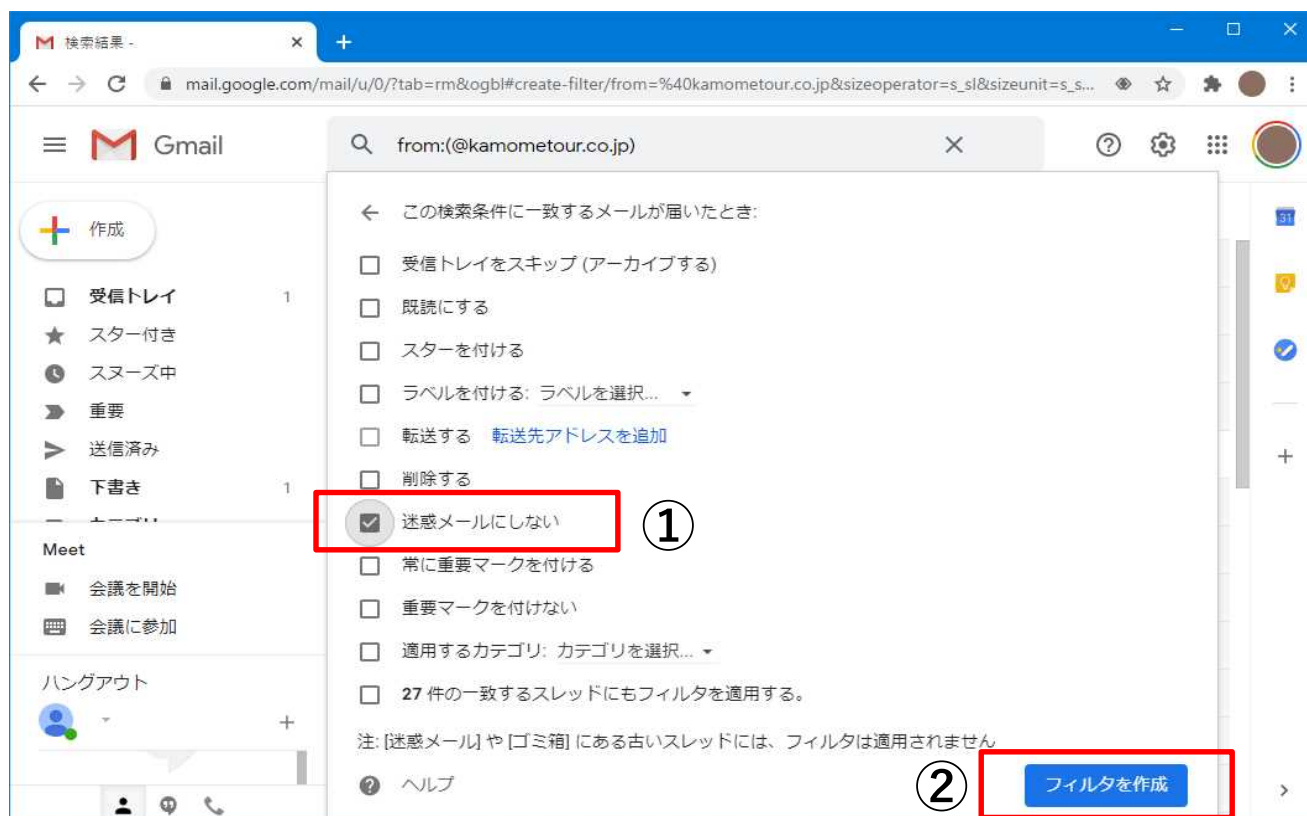 検索結果 -
mail.google.com/mail/u/0/?tab=rm&ogbl#create-filter/from=%40kamometour.co.jp&sizeoperator=s_sl&sizeunit=s_s...
Gmail
from:(@kamometour.co.jp)
作成
受信トレイ 1
スター付き
スヌーズ中
重要
送信済み
下書き 1
Meet
会議を開始
会議に参加
ハングアウト
この検索条件に一致するメールが届いたとき:
受信トレイをスキップ (アーカイブする)
既読にする
スターを付ける
ラベルを付ける: ラベルを選択...
転送する 転送先アドレスを追加
削除する
迷惑メールにしない
①
常に重要マークを付ける
重要マークを付けない
適用するカテゴリ: カテゴリを選択...
27 件の一致するスレッドにもフィルタを適用する。
注: [迷惑メール] や [ゴミ箱] にある古いスレッドには、フィルタは適用されません
ヘルプ
②
フィルタを作成
31